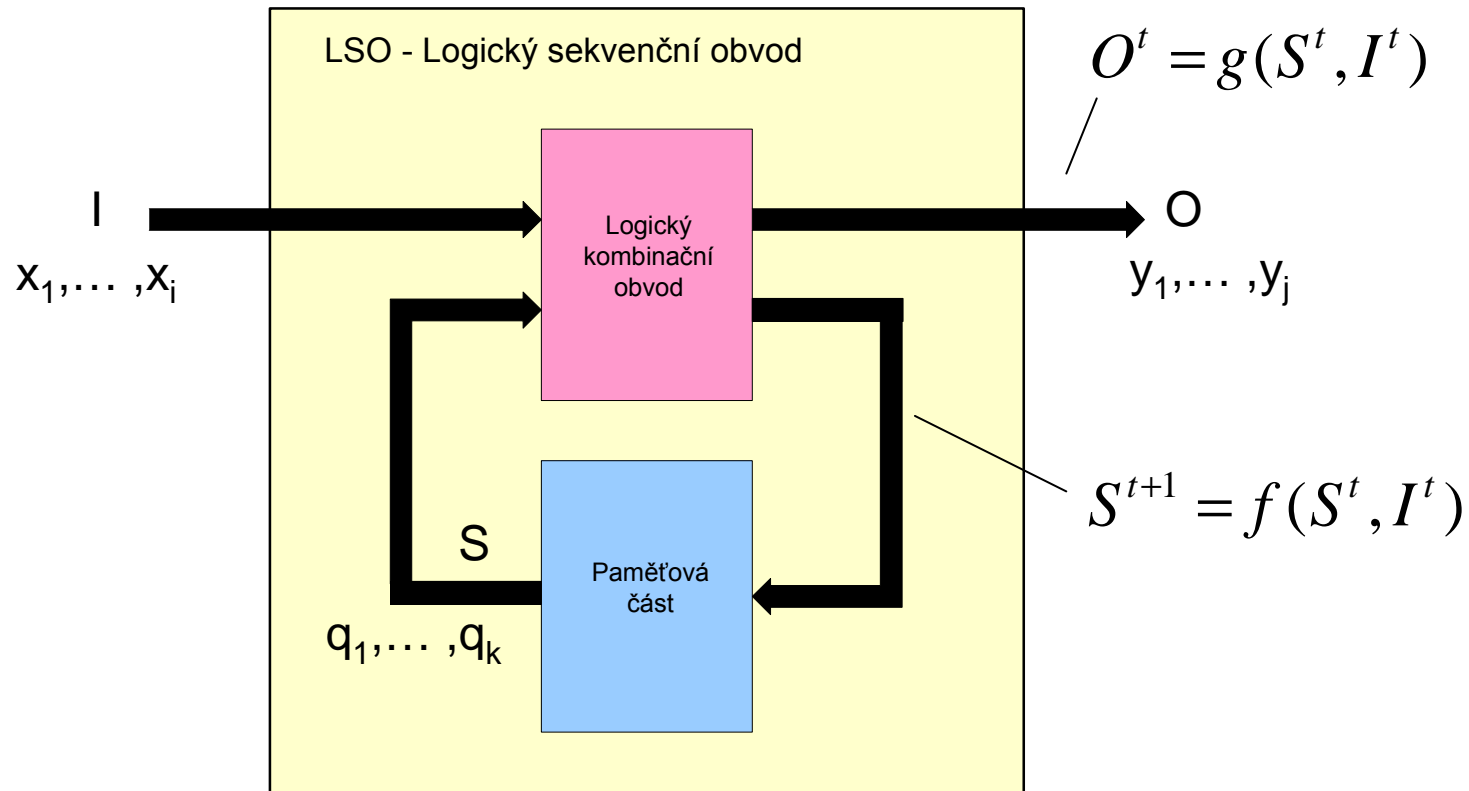 LSO - Logický sekvenční obvod
O^t = g(S^t, I^t)
I
x_1,… ,x_i
Logický
kombinační
obvod
O
y_1,… ,y_j
S^{t+1} = f(S^t, I^t)
S
q_1,… ,q_k
Paměťová
část